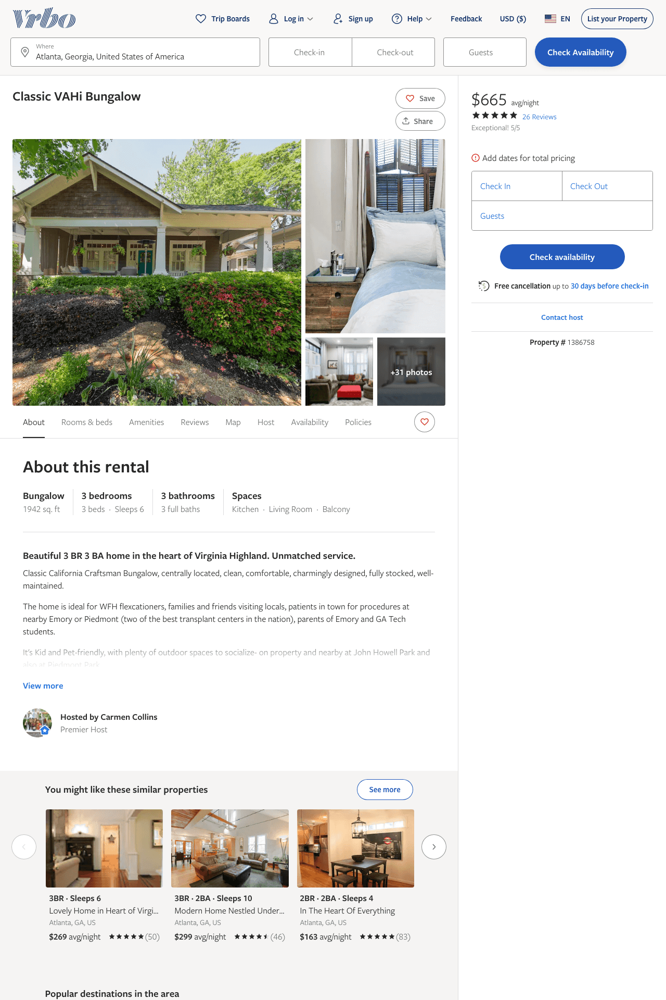 Vrbo
Trip Boards
Log in
Sign up
Help
Feedback
USD ($)
EN
List your Property
Where
Atlanta, Georgia, United States of America
Check-in
Check-out
Guests
Check Availability
Classic VAHi Bungalow
Save
Share
920
+31 photos
$665 avg/night
26 Reviews
Exceptional! 5/5
Add dates for total pricing
Check In
Check Out
Guests
Check availability
Free cancellation up to 30 days before check-in
Contact host
Property # 1386758
About
Rooms & beds
Amenities
Reviews
Map
Host
Availability
Policies
About this rental
Bungalow
1942 sq. ft
3 bedrooms
3 beds · Sleeps 6
3 bathrooms
3 full baths
Spaces
Kitchen · Living Room · Balcony
Beautiful 3 BR 3 BA home in the heart of Virginia Highland. Unmatched service.
Classic California Craftsman Bungalow, centrally located, clean, comfortable, charmingly designed, fully stocked, well-
maintained.
The home is ideal for WFH flexcationers, families and friends visiting locals, patients in town for procedures at
nearby Emory or Piedmont (two of the best transplant centers in the nation), parents of Emory and GA Tech
students.
It's Kid and Pet-friendly, with plenty of outdoor spaces to socialize- on property and nearby at John Howell Park and
also at Piedmont Park
View more
Hosted by Carmen Collins
Premier Host
You might like these similar properties
See more
3BR · Sleeps 6
Lovely Home in Heart of Virgi...
Atlanta, GA, US
$269 avg/night (50)
3BR · 2BA · Sleeps 10
Modern Home Nestled Under...
Atlanta, GA, US
$299 avg/night (46)
2BR · 2BA · Sleeps 4
In The Heart Of Everything
Atlanta, GA, US
$163 avg/night (83)
Popular destinations in the area